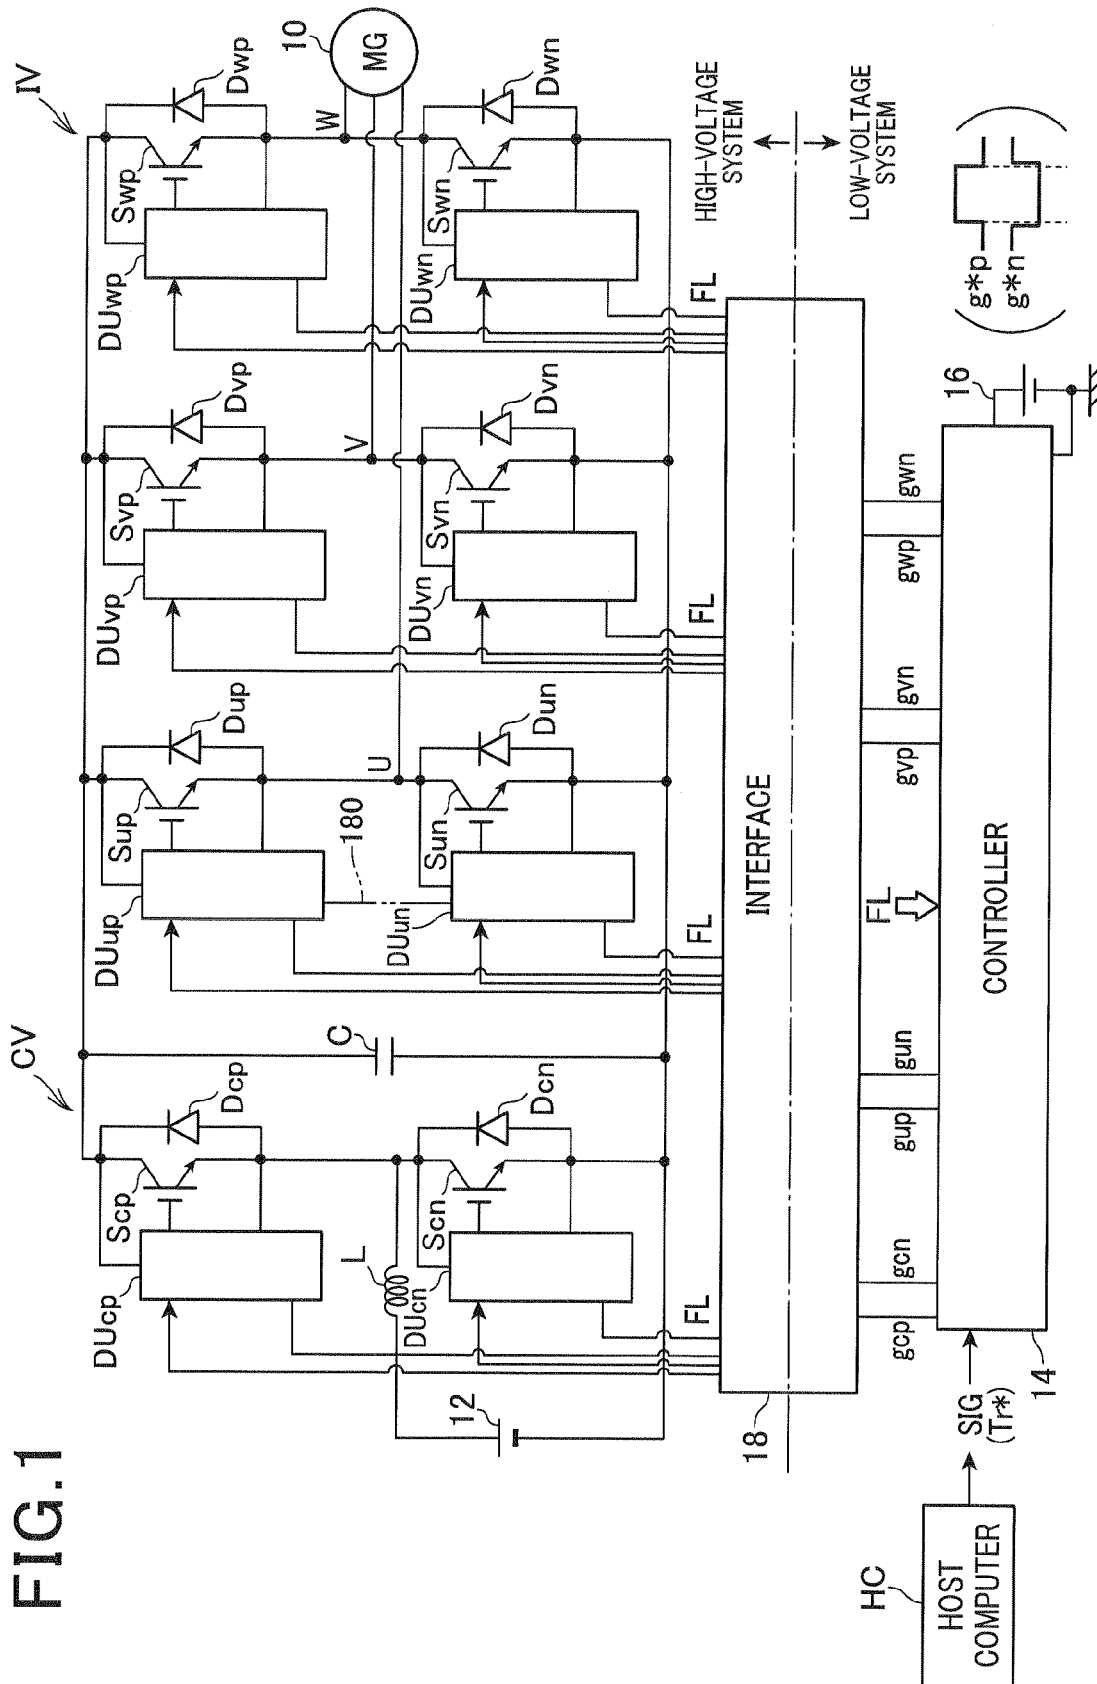 FIG.1
CV
IV
DUcp
Scp
Dcp
DUup
Sup
Dup
DUvp
Svp
Dvp
DUwp
Swp
Dwp
C
180
U
V
W
10
MG
12
L
DUcn
Scn
Dcn
DUun
Sun
Dun
DUvn
Svn
Dvn
DUwn
Swn
Dwn
FL
FL
FL
FL
HIGH-VOLTAGE
SYSTEM
LOW-VOLTAGE
SYSTEM
18
INTERFACE
gcp
gcn
gup
gun
FL
gvp
gvn
gwp
gwn
16
g*p
g*n
HC
HOST
COMPUTER
SIG
(Tr*)
14
CONTROLLER